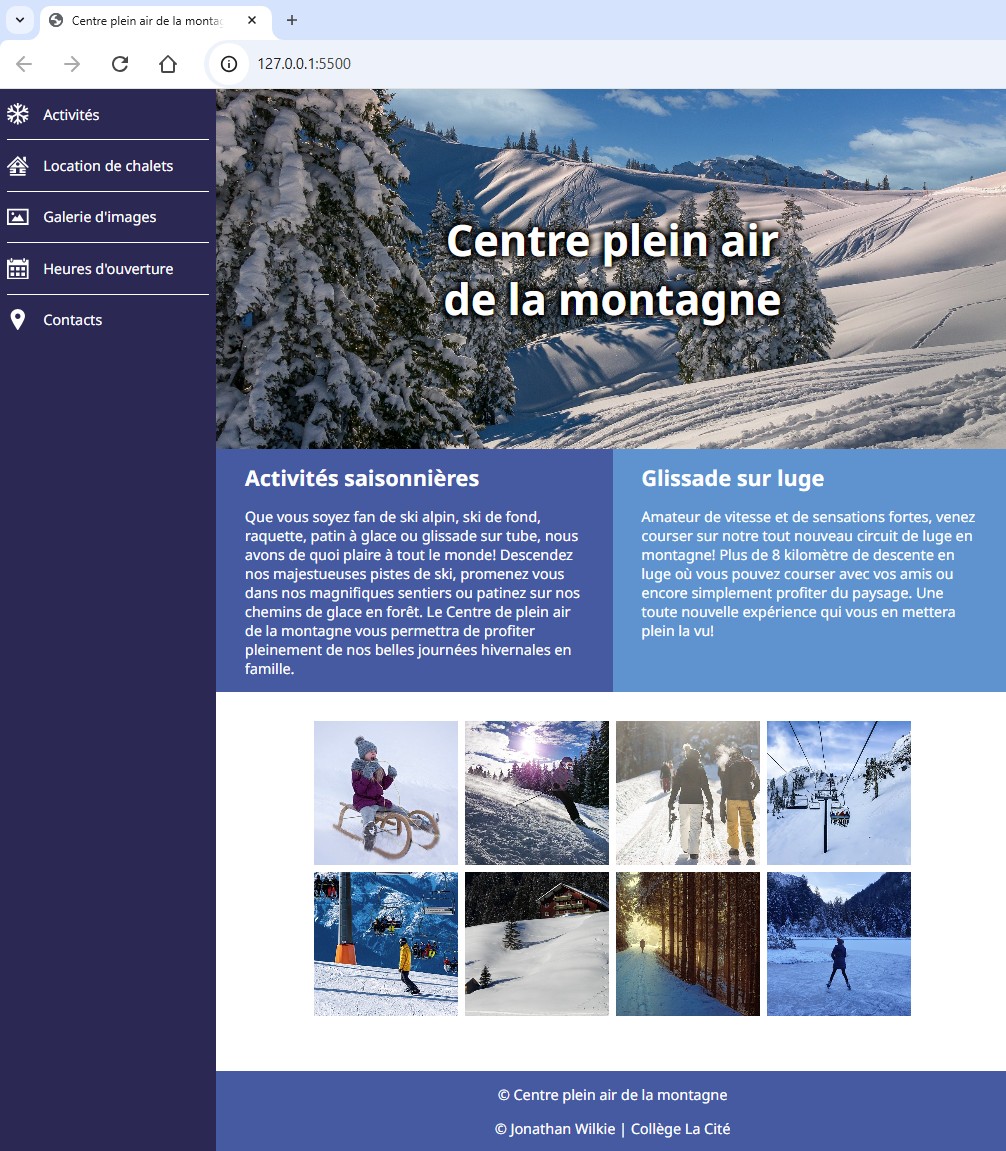 Centre plein air de la montag
127.0.0.1:5500
Activités
Location de chalets
Galerie d'images
Heures d'ouverture
Contacts
Centre plein air
de la montagne
Activités saisonnières
Que vous soyez fan de ski alpin, ski de fond,
raquette, patin à glace ou glissade sur tube, nous
avons de quoi plaire à tout le monde! Descendez
nos majestueuses pistes de ski, promenez vous
dans nos magnifiques sentiers ou patinez sur nos
chemins de glace en forêt. Le Centre de plein air
de la montagne vous permettra de profiter
pleinement de nos belles journées hivernales en
famille.
Glissade sur luge
Amateur de vitesse et de sensations fortes, venez
courser sur notre tout nouveau circuit de luge en
montagne! Plus de 8 kilomètre de descente en
luge où vous pouvez courser avec vos amis ou
encore simplement profiter du paysage. Une
toute nouvelle expérience qui vous en mettera
plein la vu!
© Centre plein air de la montagne
© Jonathan Wilkie | Collège La Cité